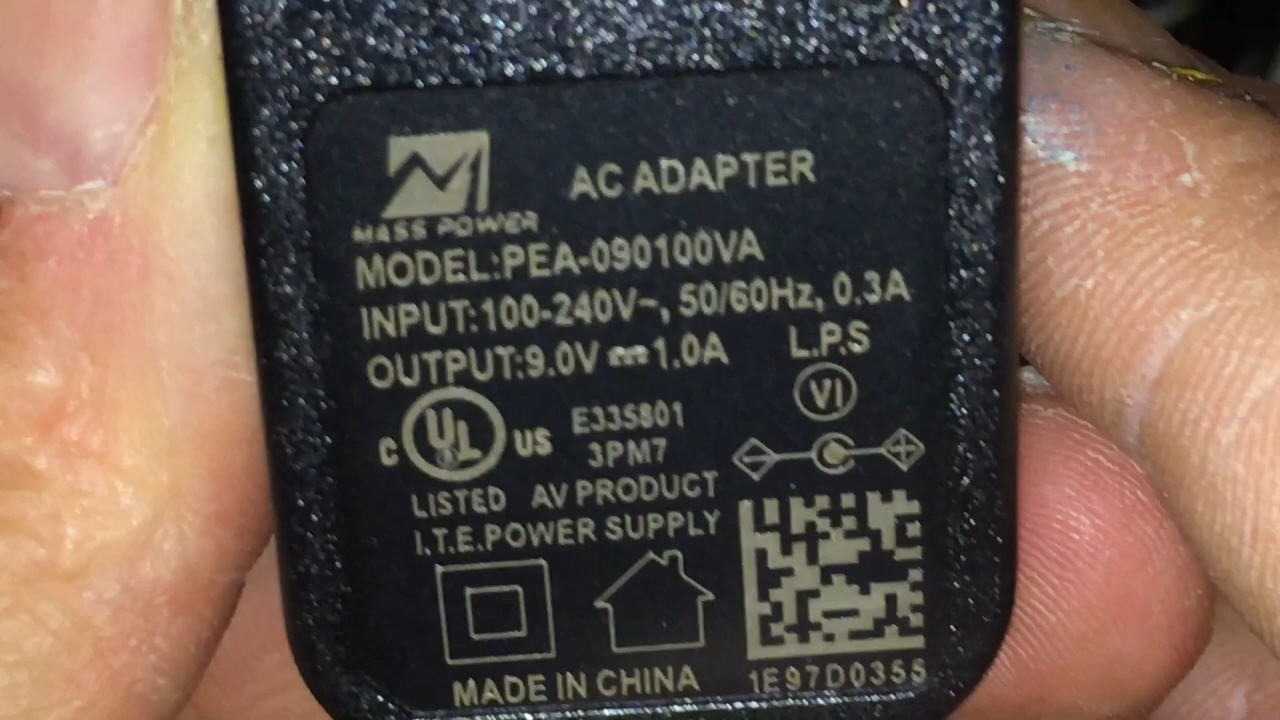 AC ADAPTER
MASS POWER
MODEL:PEA-090100VA
INPUT:100-240V~, 50/60Hz, 0.3A
OUTPUT:9.0V ⎓ 1.0A L.P.S
VI
C UL US E335801
3PM7
LISTED AV PRODUCT
I.T.E.POWER SUPPLY
MADE IN CHINA 1E97D0355